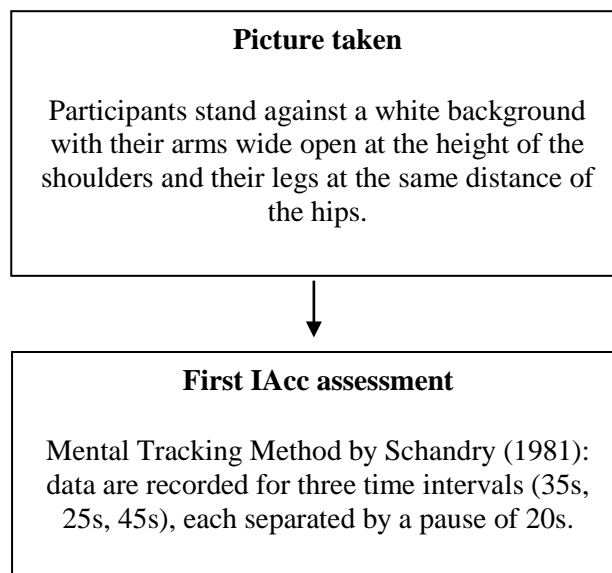 Picture taken
Participants stand against a white background
with their arms wide open at the height of the
shoulders and their legs at the same distance of
the hips.
First IAcc assessment
Mental Tracking Method by Schandry (1981):
data are recorded for three time intervals (35s,
25s, 45s), each separated by a pause of 20s.